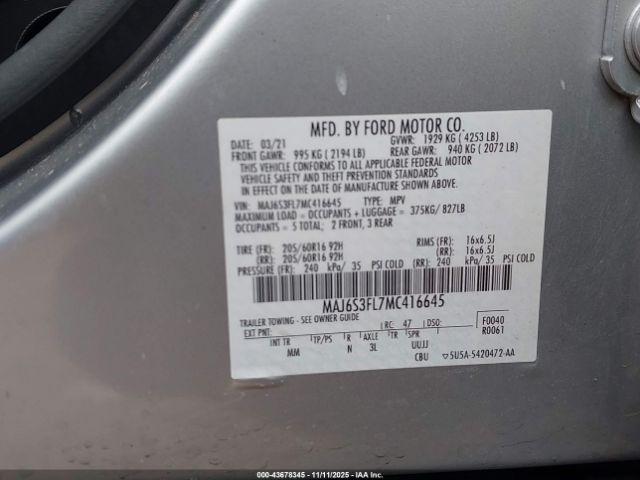 MFD. BY FORD MOTOR CO.
DATE: 03/21 GVWR: 1929 KG ( 4253 LB)
FRONT GAWR: 995 KG ( 2194 LB) REAR GAWR: 940 KG ( 2072 LB)
THIS VEHICLE CONFORMS TO ALL APPLICABLE FEDERAL MOTOR
VEHICLE SAFETY AND THEFT PREVENTION STANDARDS
IN EFFECT ON THE DATE OF MANUFACTURE SHOWN ABOVE.
VIN: MAJ6S3FL7MC416645 TYPE: MPV
MAXIMUM LOAD = OCCUPANTS + LUGGAGE = 375KG/ 827LB
OCCUPANTS = 5 TOTAL; 2 FRONT, 3 REAR
TIRE (FR): 205/60R16 92H RIMS (FR): 16x6.5J
(RR): 205/60R16 92H (RR): 16x6.5J
PRESSURE (FR): 240 kPa/ 35 PSI COLD (RR): 240 kPa/ 35 PSI COLD
MAJ6S3FL7MC416645
TRAILER TOWING - SEE OWNER GUIDE
EXT PNT: RC: 47 DSO: F0040
R0061
INT TR TP/PS R AXLE TR SPR
MM N 3L UUJJ
CBU 5U5A-5420472-AA
00-43678345 - 11/11/2025 - IAAI.COM